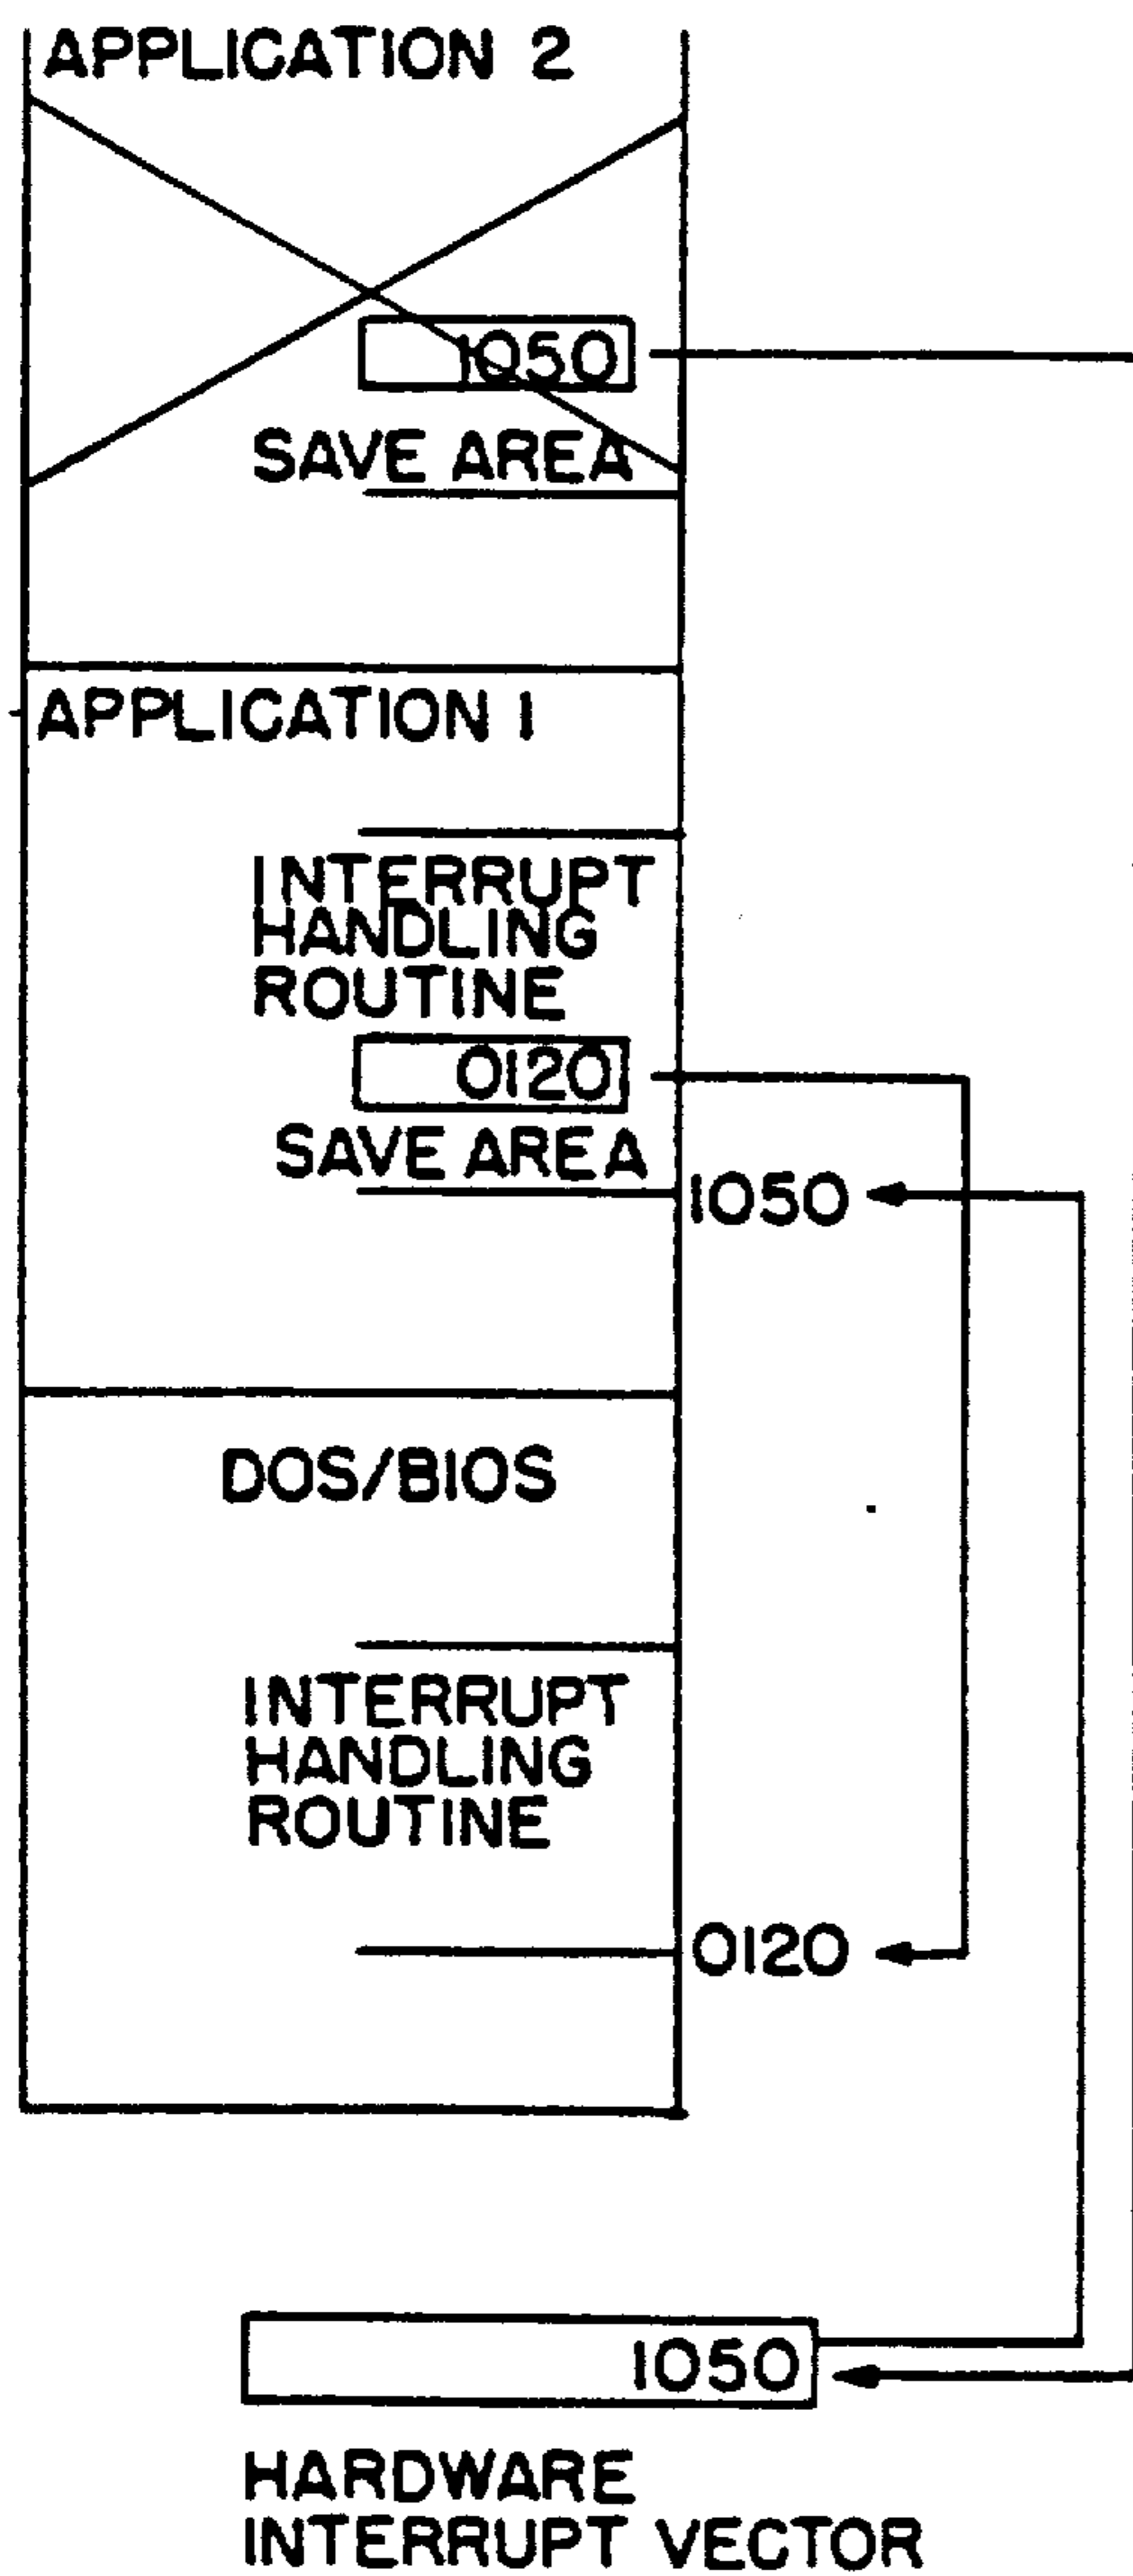 APPLICATION 2
1050
SAVE AREA
APPLICATION 1
INTERRUPT
HANDLING
ROUTINE
0120
SAVE AREA
1050
DOS/BIOS
INTERRUPT
HANDLING
ROUTINE
0120
1050
HARDWARE
INTERRUPT VECTOR